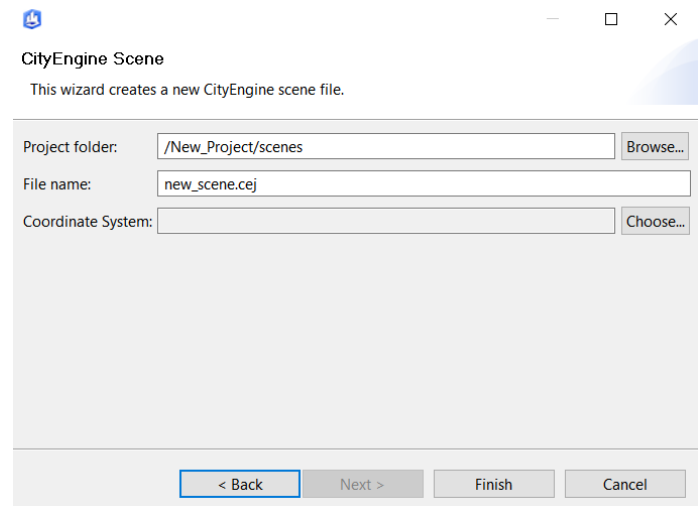 CityEngine Scene
This wizard creates a new CityEngine scene file.
Project folder: /New_Project/scenes Browse...
File name: new_scene.cej
Coordinate System: Choose...
< Back Next > Finish Cancel